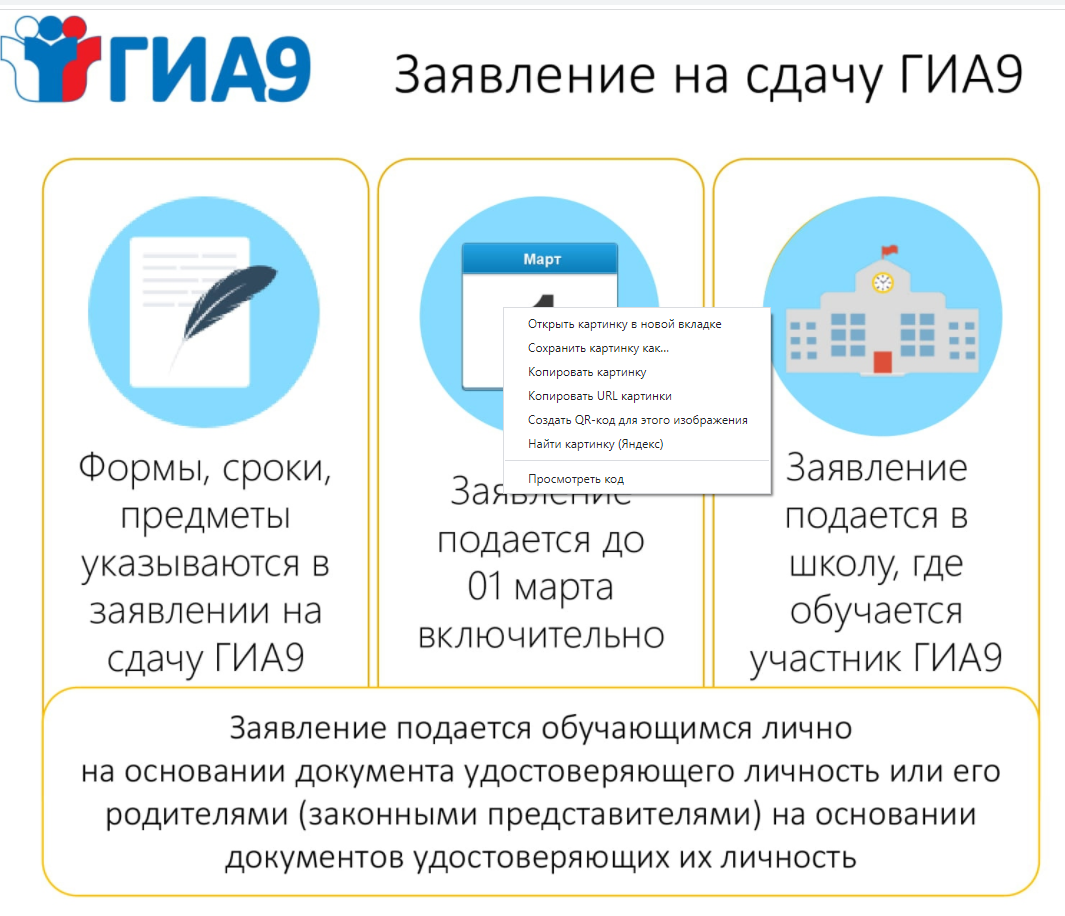 ГИА9
Заявление на сдачу ГИА9
Формы, сроки,
предметы
указываются в
заявлении на
сдачу ГИА9
Март
1
Открыть картинку в новой вкладке
Сохранить картинку как...
Копировать картинку
Копировать URL картинки
Создать QR-код для этого изображения
Найти картинку (Яндекс)
Просмотреть код
Заявление
подается до
01 марта
включительно
Заявление
подается в
школу, где
обучается
участник ГИА9
Заявление подается обучающимся лично
на основании документа удостоверяющего личность или его
родителями (законными представителями) на основании
документов удостоверяющих их личность